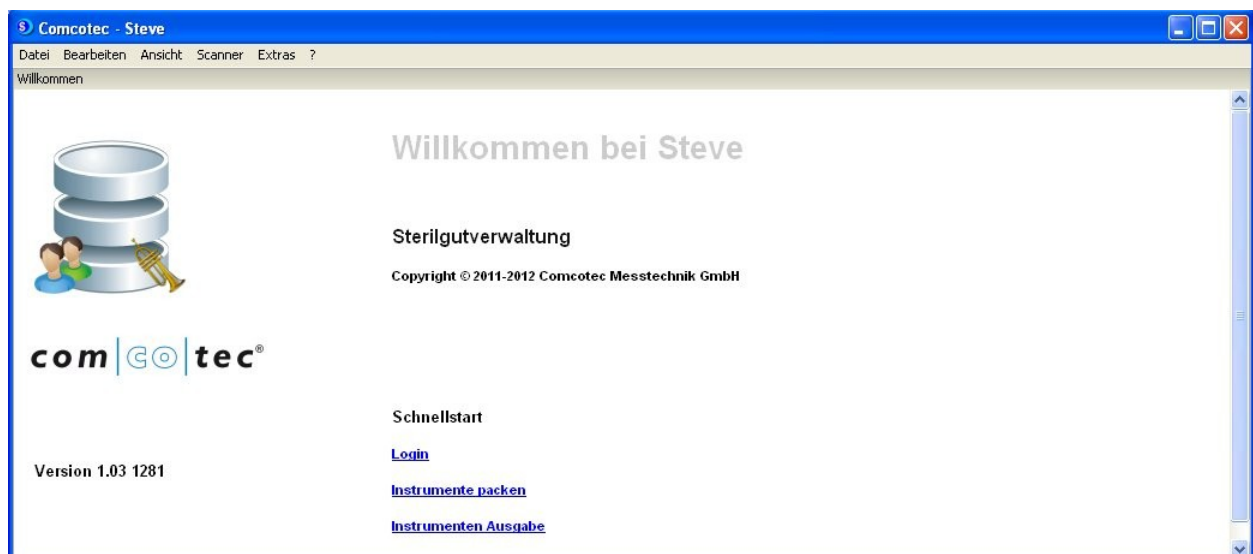 Comcotec - Steve
Datei Bearbeiten Ansicht Scanner Extras ?
Willkommen
Willkommen bei Steve
Sterilgutverwaltung
Copyright © 2011-2012 Comcotec Messtechnik GmbH
com|co|tec®
Schnellstart
Login
Version 1.03 1281
Instrumente packen
Instrumenten Ausgabe